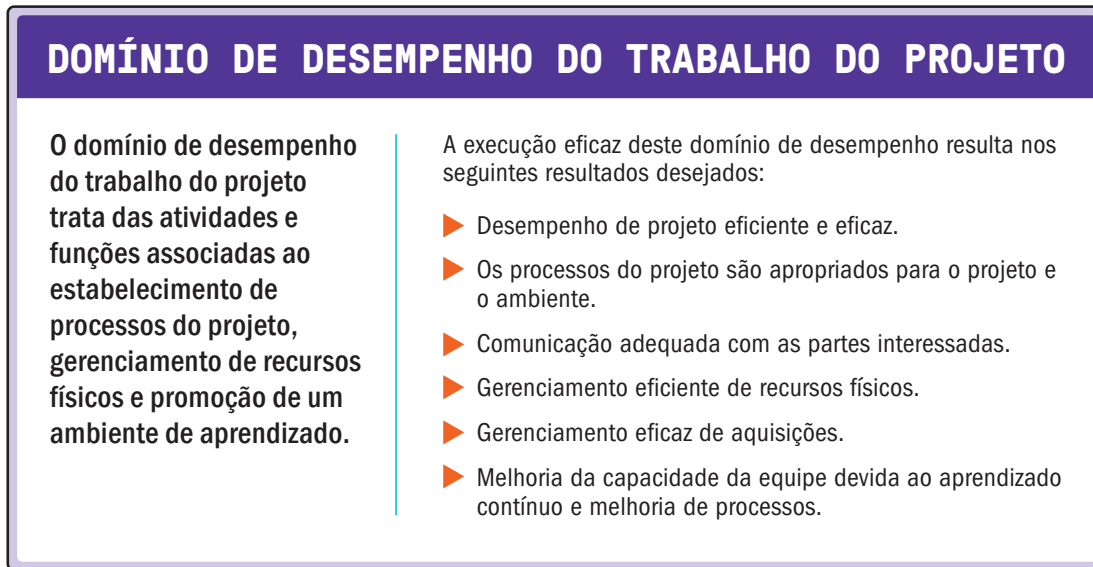 DOMÍNIO DE DESEMPENHO DO TRABALHO DO PROJETO
O domínio de desempenho
do trabalho do projeto
trata das atividades e
funções associadas ao
estabelecimento de
processos do projeto,
gerenciamento de recursos
físicos e promoção de um
ambiente de aprendizado.
A execução eficaz deste domínio de desempenho resulta nos
seguintes resultados desejados:
Desempenho de projeto eficiente e eficaz.
Os processos do projeto são apropriados para o projeto e
o ambiente.
Comunicação adequada com as partes interessadas.
Gerenciamento eficiente de recursos físicos.
Gerenciamento eficaz de aquisições.
Melhoria da capacidade da equipe devida ao aprendizado
contínuo e melhoria de processos.